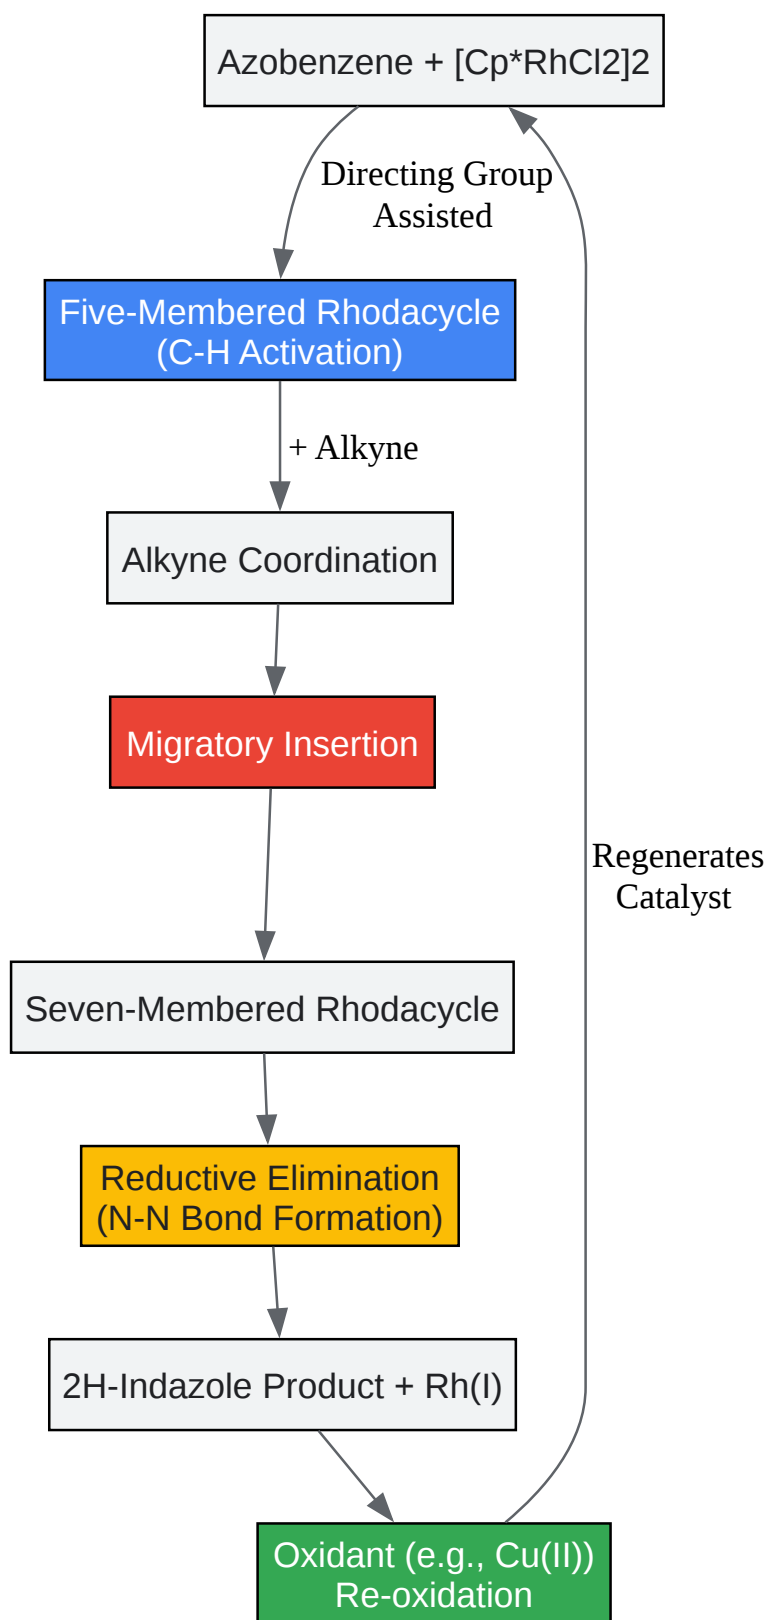 Azobenzene + [Cp*RhCl2]2
Directing Group
Assisted
Five-Membered Rhodacycle
(C-H Activation)
+ Alkyne
Alkyne Coordination
Migratory Insertion
Regenerates
Catalyst
Seven-Membered Rhodacycle
Reductive Elimination
(N-N Bond Formation)
2H-Indazole Product + Rh(I)
Oxidant (e.g., Cu(II))
Re-oxidation